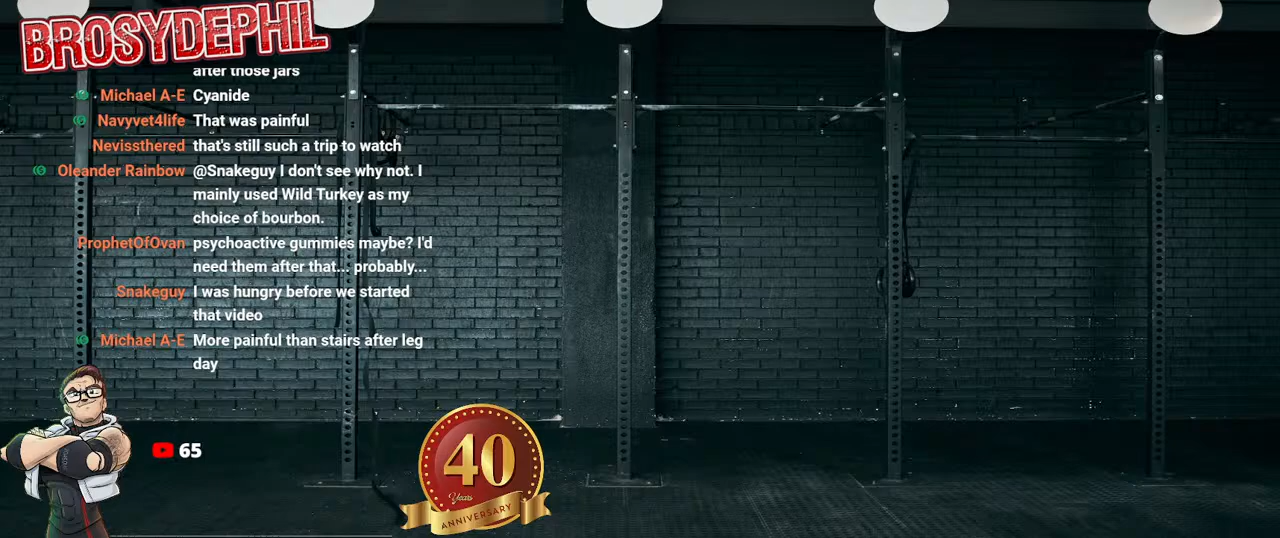 BROSYDEPHIL
after those jars
Michael A-E Cyanide
Navyvet4life That was painful
Nevissthered that's still such a trip to watch
Oleander Rainbow @Snakeguy I don't see why not. I
mainly used Wild Turkey as my
choice of bourbon.
ProphetOfOvan psychoactive gummies maybe? I'd
need them after that... probably...
Snakeguy I was hungry before we started
that video
Michael A-E More painful than stairs after leg
day
65
40
Years
ANNIVERSARY